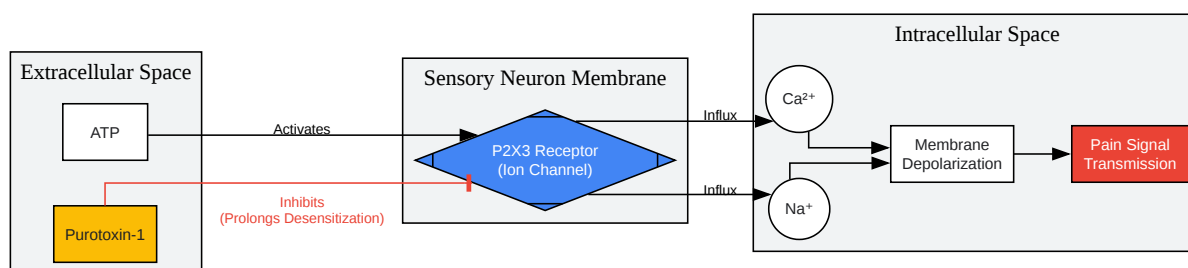 Extracellular Space
ATP
Purotoxin-1
Activates
Inhibits
(Prolongs Desensitization)
Sensory Neuron Membrane
P2X3 Receptor
(Ion Channel)
Influx
Influx
Intracellular Space
Ca²⁺
Na⁺
Membrane
Depolarization
Pain Signal
Transmission